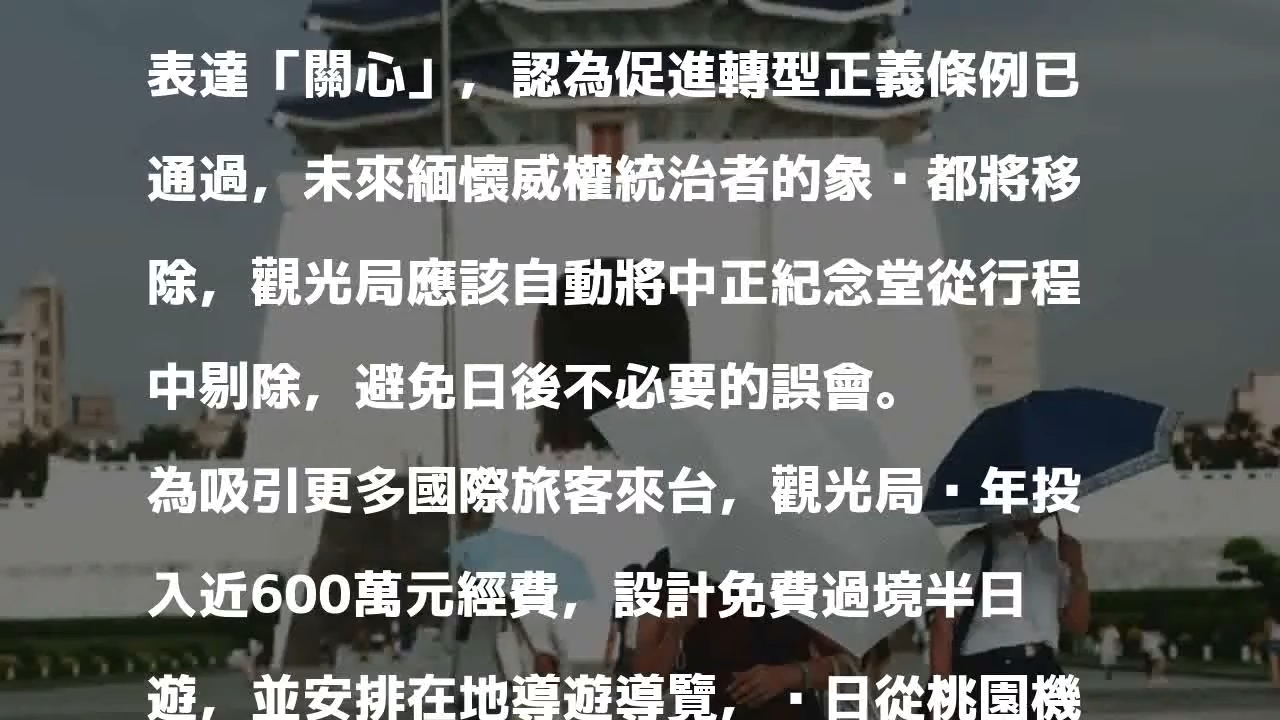 表達「關心」，認為促進轉型正義條例已
通過，未來緬懷威權統治者的象▪都將移
除，觀光局應該自動將中正紀念堂從行程
中剔除，避免日後不必要的誤會。
為吸引更多國際旅客來台，觀光局▪年投
入近600萬元經費，設計免費過境半日
遊，並安排在地導遊導覽，▪日從桃園機